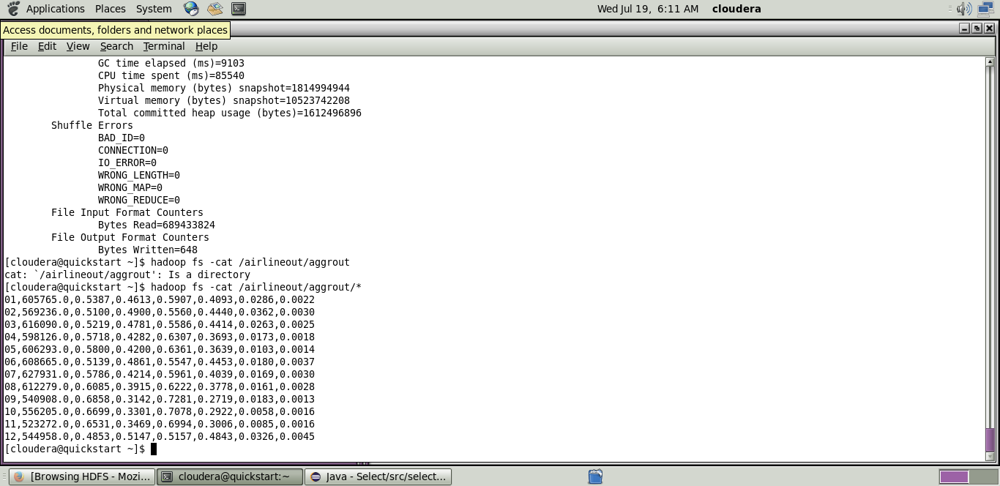 Applications Places System Wed Jul 19, 6:11 AM cloudera
Access documents, folders and network places
File Edit View Search Terminal Help
GC time elapsed (ms)=9103
CPU time spent (ms)=85540
Physical memory (bytes) snapshot=1814994944
Virtual memory (bytes) snapshot=10523742208
Total committed heap usage (bytes)=1612496896
Shuffle Errors
BAD_ID=0
CONNECTION=0
IO_ERROR=0
WRONG_LENGTH=0
WRONG_MAP=0
WRONG_REDUCE=0
File Input Format Counters
Bytes Read=689433824
File Output Format Counters
Bytes Written=648
[cloudera@quickstart ~]$ hadoop fs -cat /airlineout/aggrout
cat: `/airlineout/aggrout': Is a directory
[cloudera@quickstart ~]$ hadoop fs -cat /airlineout/aggrout/*
01,605765.0,0.5387,0.4613,0.5907,0.4093,0.0286,0.0022
02,569236.0,0.5100,0.4900,0.5560,0.4440,0.0362,0.0030
03,616090.0,0.5219,0.4781,0.5586,0.4414,0.0263,0.0025
04,598126.0,0.5718,0.4282,0.6307,0.3693,0.0173,0.0018
05,606293.0,0.5800,0.4200,0.6361,0.3639,0.0103,0.0014
06,608665.0,0.5139,0.4861,0.5547,0.4453,0.0180,0.0037
07,627931.0,0.5786,0.4214,0.5961,0.4039,0.0169,0.0030
08,612279.0,0.6085,0.3915,0.6222,0.3778,0.0161,0.0028
09,540908.0,0.6858,0.3142,0.7281,0.2719,0.0183,0.0013
10,556205.0,0.6699,0.3301,0.7078,0.2922,0.0058,0.0016
11,523272.0,0.6531,0.3469,0.6994,0.3006,0.0085,0.0016
12,544958.0,0.4853,0.5147,0.5157,0.4843,0.0326,0.0045
[cloudera@quickstart ~]$
[Browsing HDFS - Mozi... cloudera@quickstart:~ Java - Select/src/select...